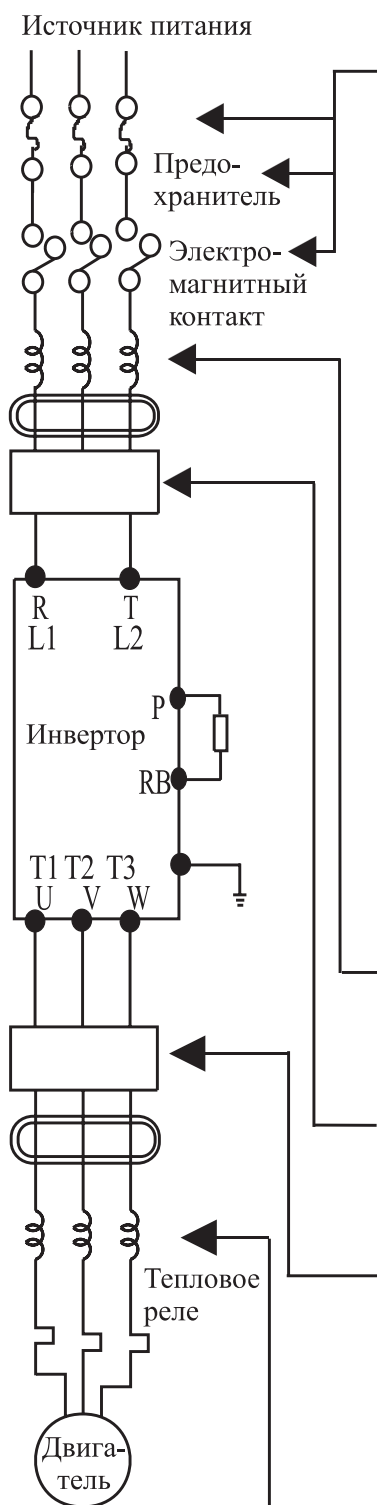 Источник питания
Предо-
хранитель
Электро-
магнитный
контакт
R T
L1 L2
P
Инвертор
RB
T1 T2 T3
U V W
Тепловое
реле
Двига-
тель